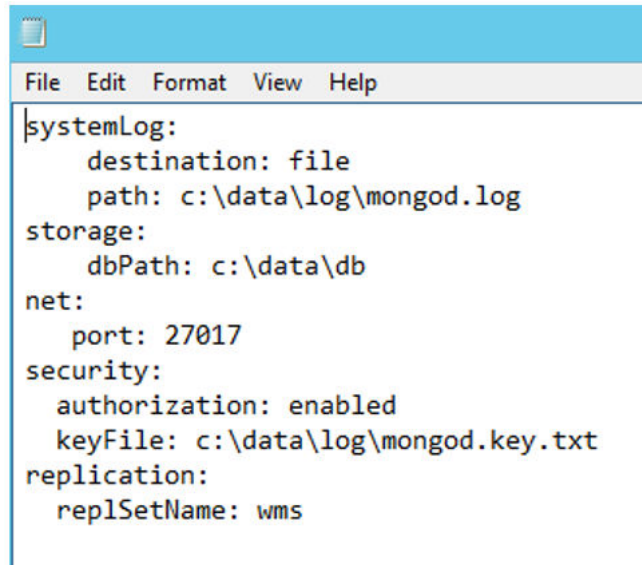 File Edit Format View Help
systemLog:
    destination: file
    path: c:\data\log\mongod.log
storage:
    dbPath: c:\data\db
net:
   port: 27017
security:
  authorization: enabled
  keyFile: c:\data\log\mongod.key.txt
replication:
  replSetName: wms